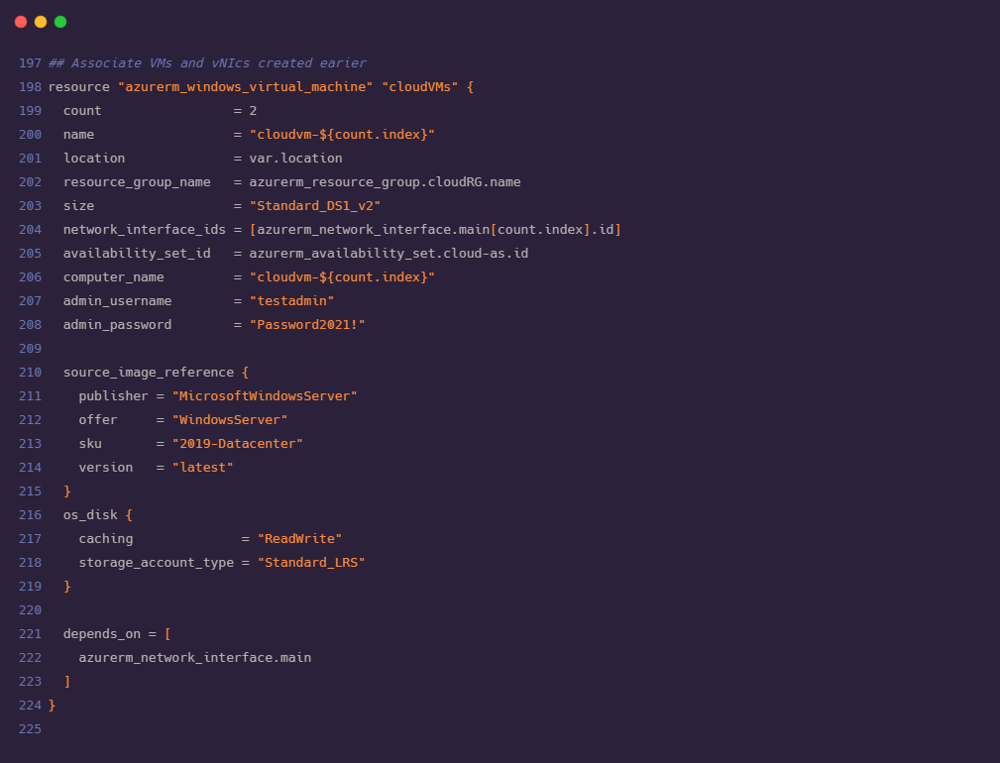 197 ## Associate VMs and vNIcs created earlier
198 resource "azurerm_windows_virtual_machine" "cloudVMs" {
199   count                 = 2
200   name                  = "cloudvm-${count.index}"
201   location              = var.location
202   resource_group_name   = azurerm_resource_group.cloudRG.name
203   size                  = "Standard_DS1_v2"
204   network_interface_ids = [azurerm_network_interface.main[count.index].id]
205   availability_set_id   = azurerm_availability_set.cloud-as.id
206   computer_name         = "cloudvm-${count.index}"
207   admin_username        = "testadmin"
208   admin_password        = "Password2021!"
209
210   source_image_reference {
211     publisher = "MicrosoftWindowsServer"
212     offer     = "WindowsServer"
213     sku       = "2019-Datacenter"
214     version   = "latest"
215   }
216   os_disk {
217     caching              = "ReadWrite"
218     storage_account_type = "Standard_LRS"
219   }
220
221   depends_on = [
222     azurerm_network_interface.main
223   ]
224 }
225